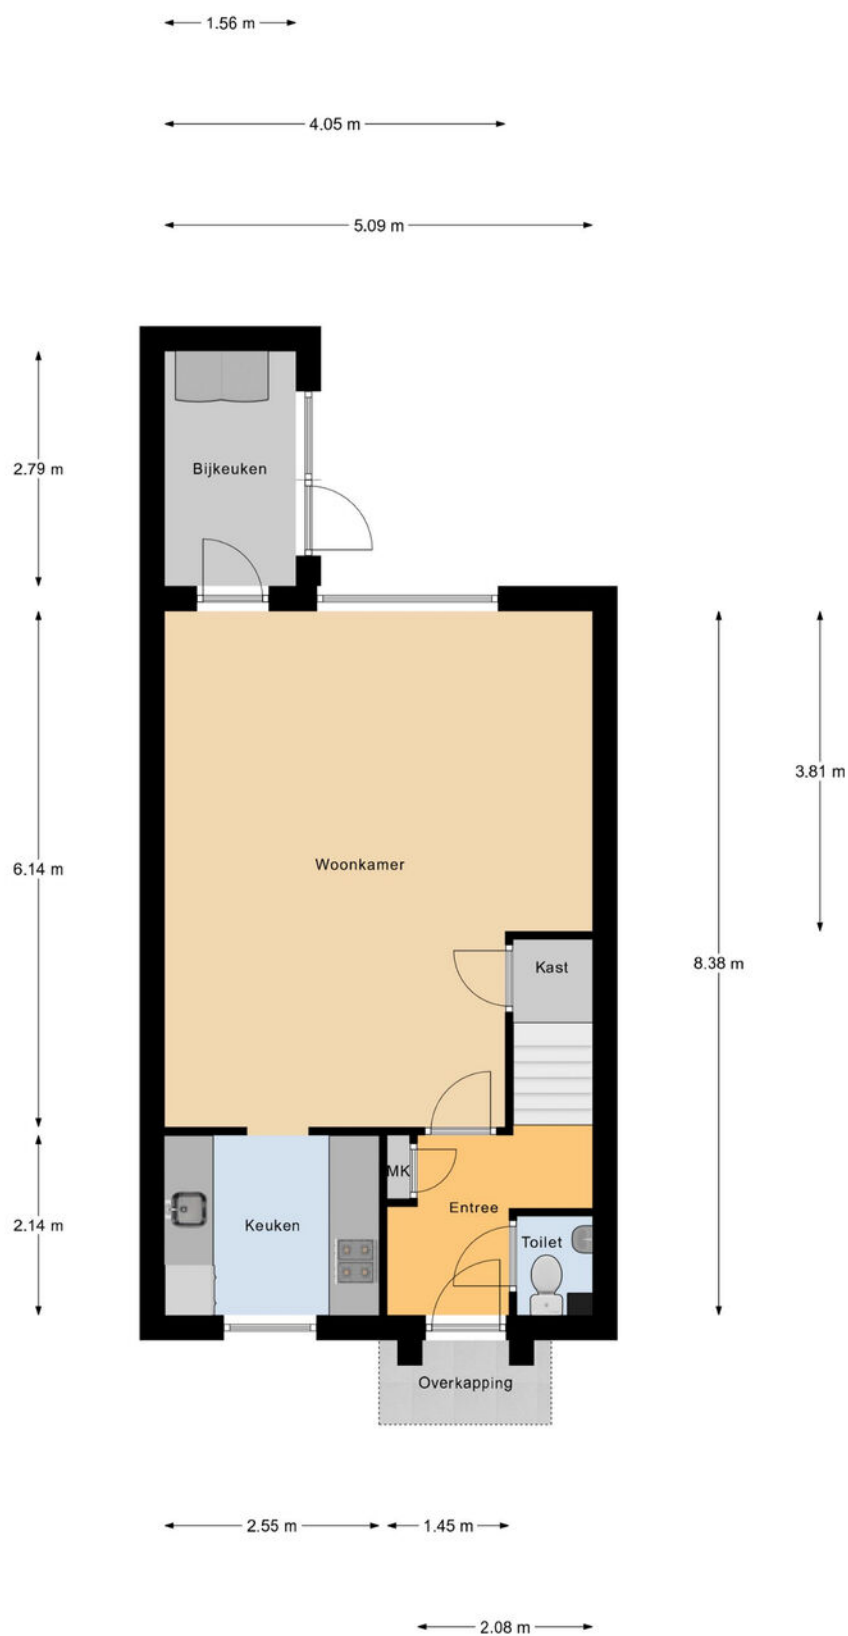 1.56 m
4.05 m
5.09 m
2.79 m
Bijkeuken
6.14 m
Woonkamer
3.81 m
8.38 m
Kast
MK
Entree
2.14 m
Keuken
Toilet
Overkapping
2.55 m
1.45 m
2.08 m